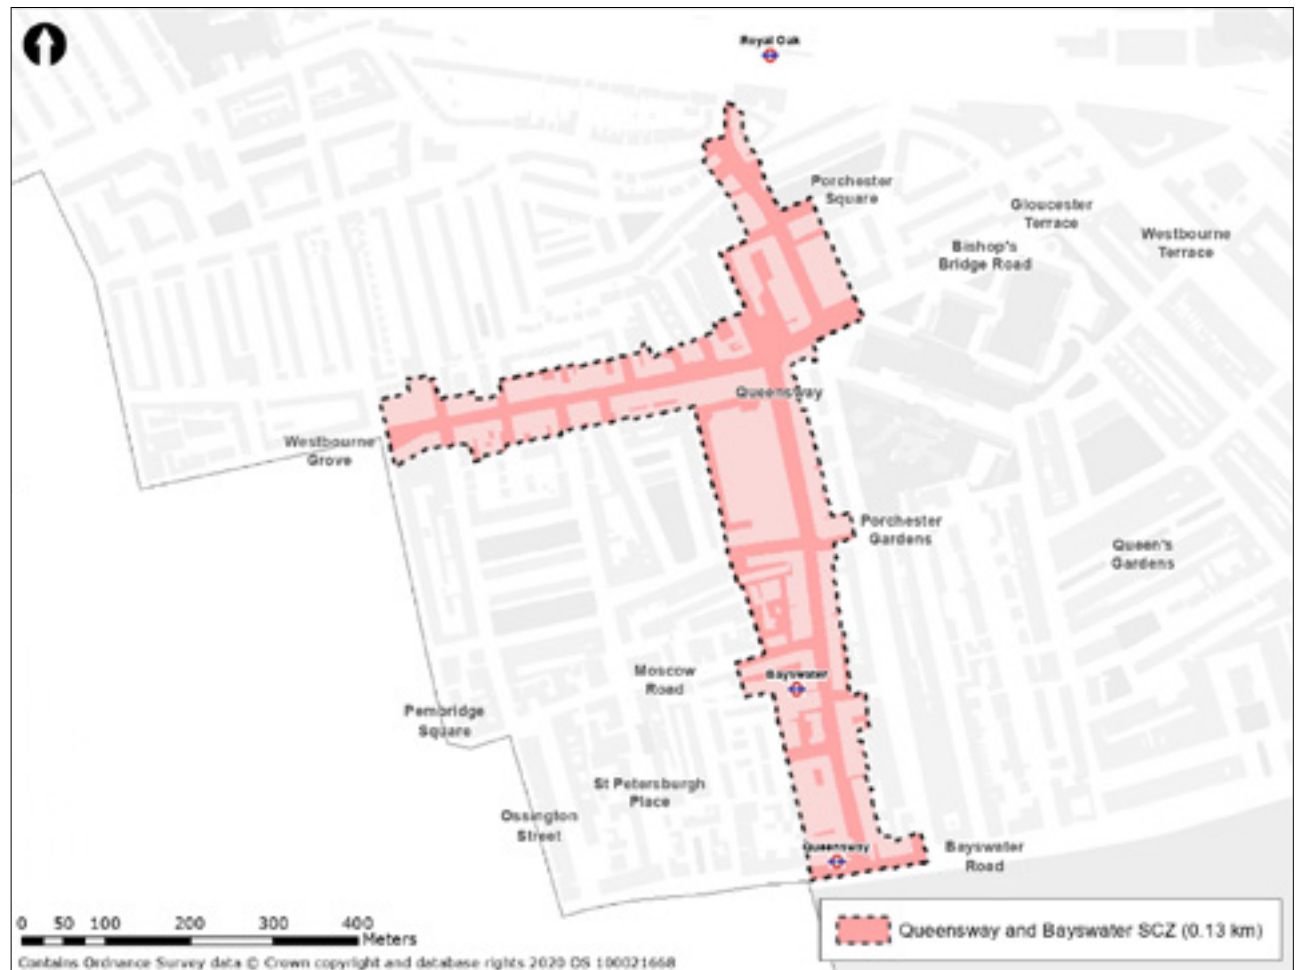 Royal Oak
Porchester
Square
Gloucester
Terrace
Westbourne
Terrace
Bishop's
Bridge Road
Queensway
Westbourne
Grove
Porchester
Gardens
Queen's
Gardens
Moscow
Road
Bayswater
Pembridge
Square
St Petersburgh
Place
Ossington
Street
Queensway
Bayswater
Road
0 50 100 200 300 400
Meters
Queensway and Bayswater SCZ (0.13 km)
Contains Ordnance Survey data © Crown copyright and database rights 2020 OS 100021668